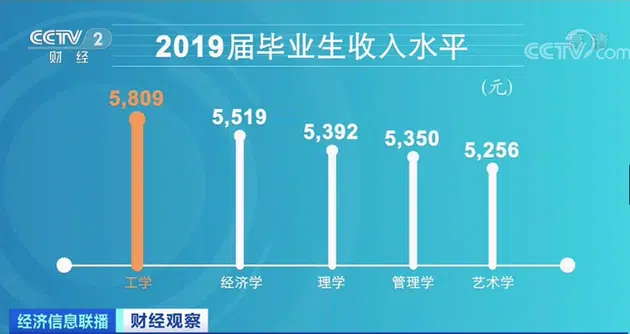 CCTV 2
财经
2019届毕业生收入水平
CCTV.com
高清
(元)
5,809
5,519
5,392
5,350
5,256
工学
经济学
理学
管理学
艺术学
经济信息联播
财经观察